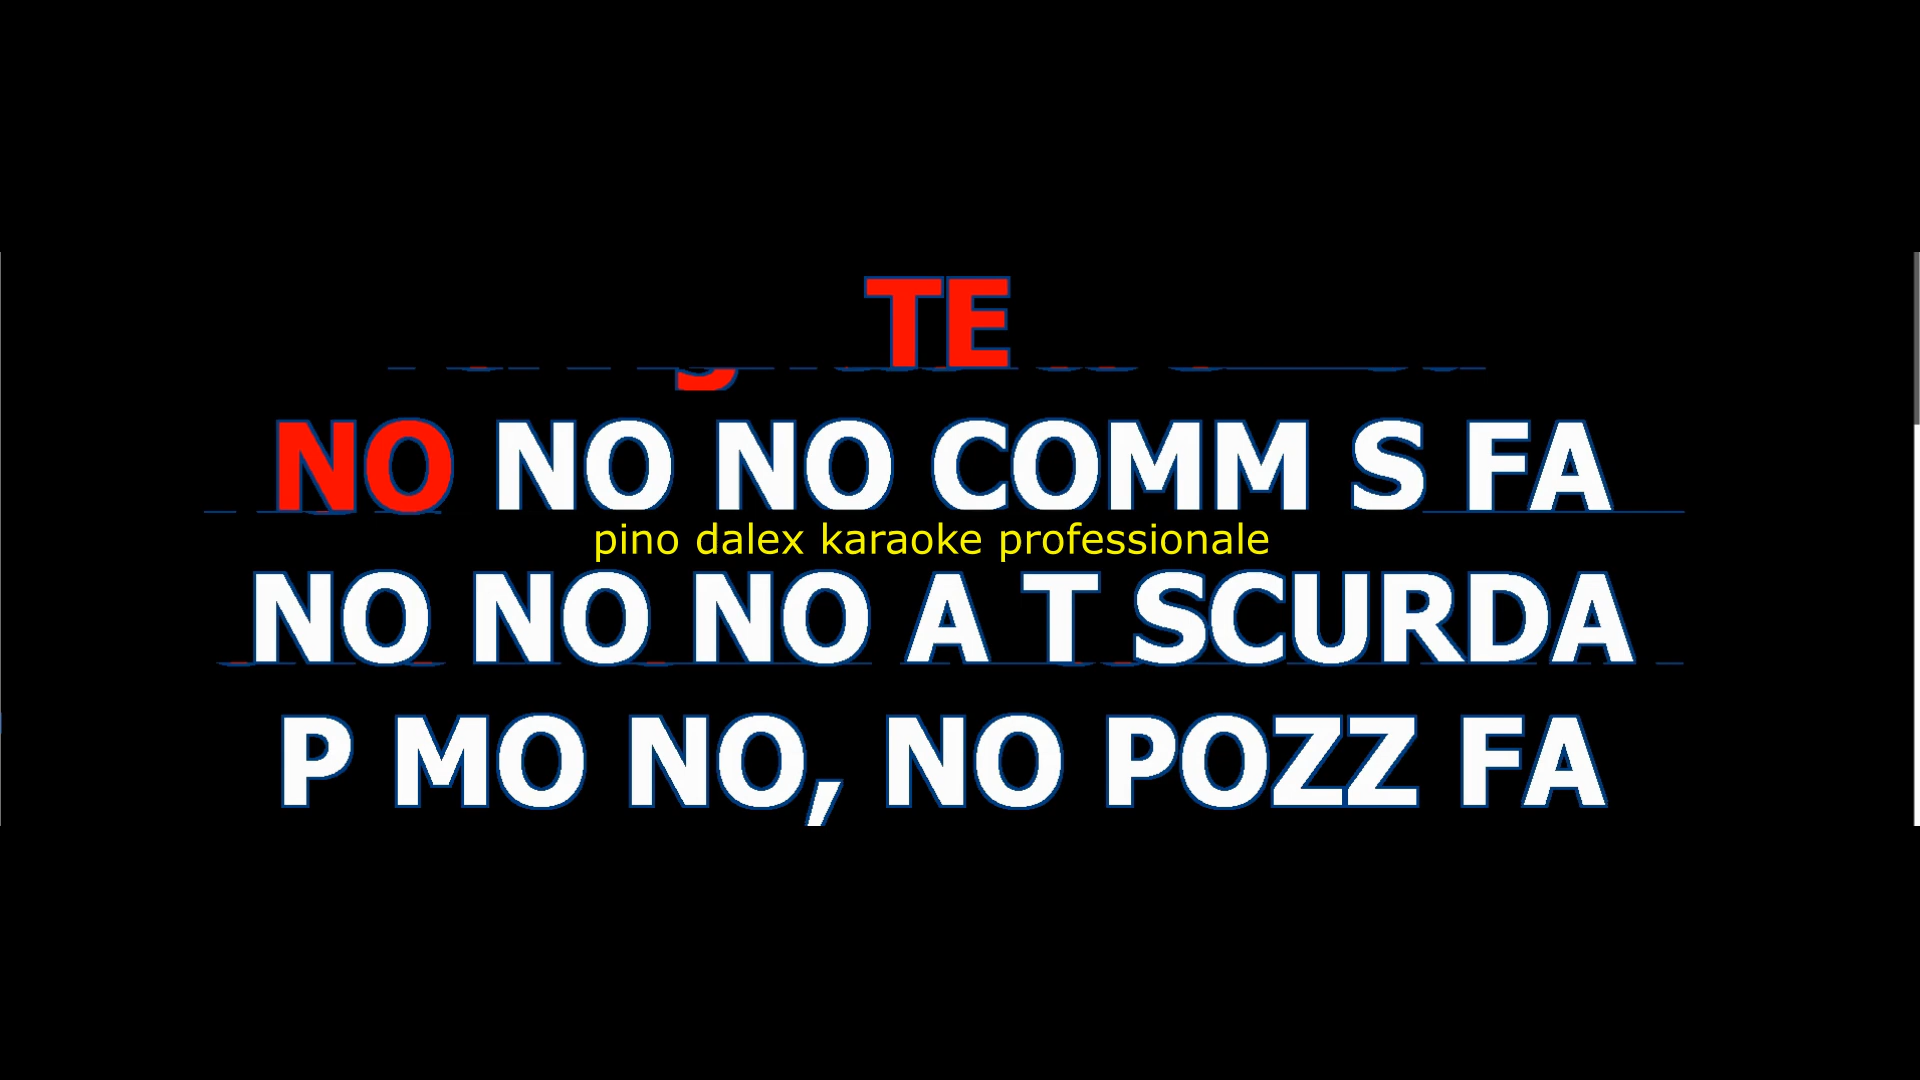 TE
NO NO NO COMM S FA
pino dalex karaoke professionale
NO NO NO A T SCURDA
P MO NO, NO POZZ FA